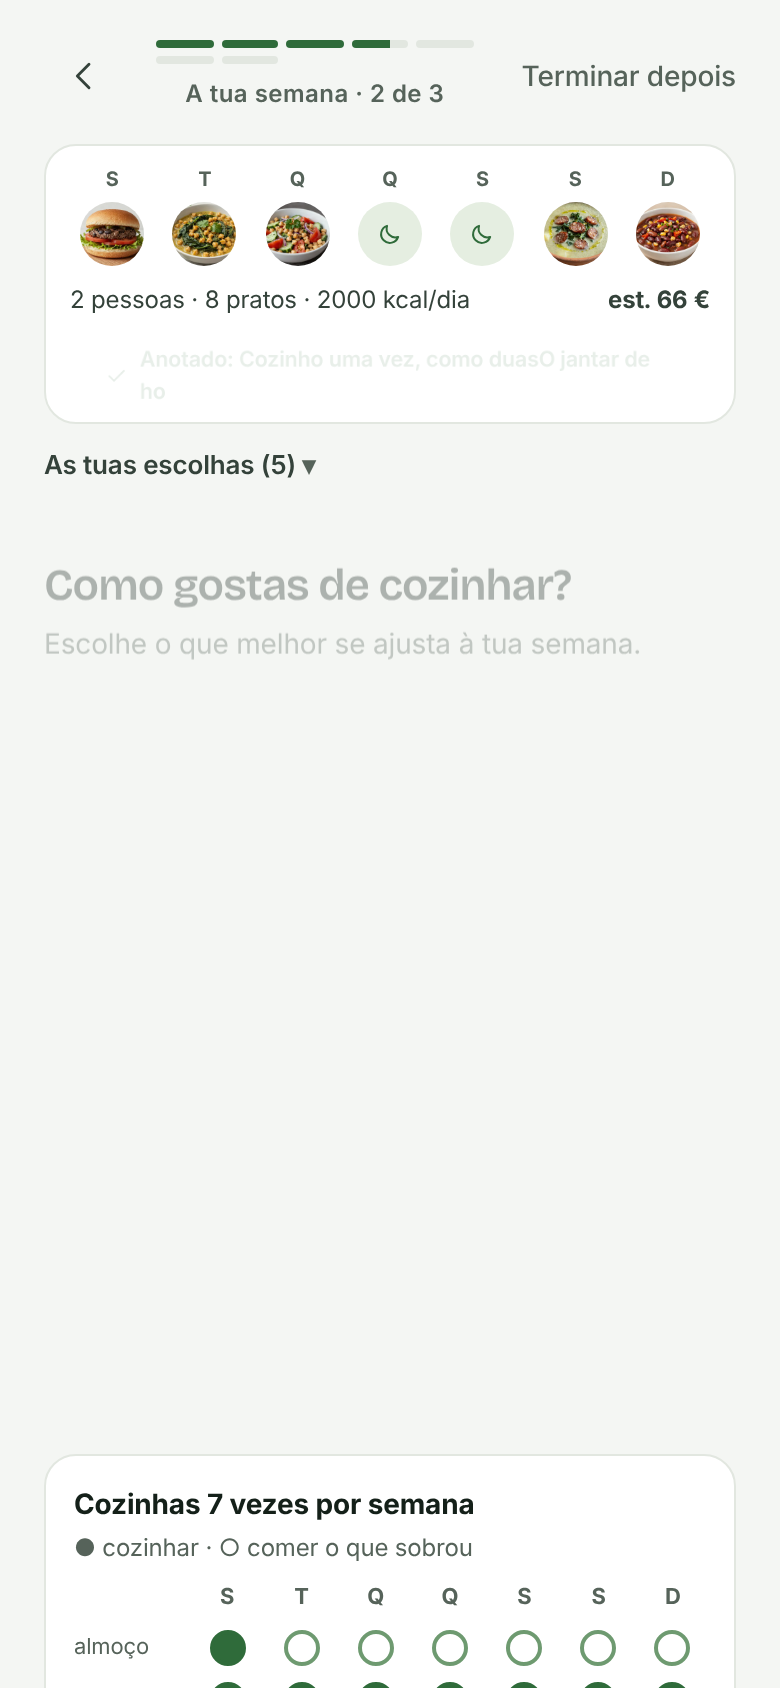 Terminar depois
A tua semana · 2 de 3
S T Q Q S S D
2 pessoas · 8 pratos · 2000 kcal/dia est. 66 €
Anotado: Cozinho uma vez, como duasO jantar de
ho
As tuas escolhas (5) ▾
Como gostas de cozinhar?
Escolhe o que melhor se ajusta à tua semana.
Cozinhas 7 vezes por semana
● cozinhar · ○ comer o que sobrou
S T Q Q S S D
almoço